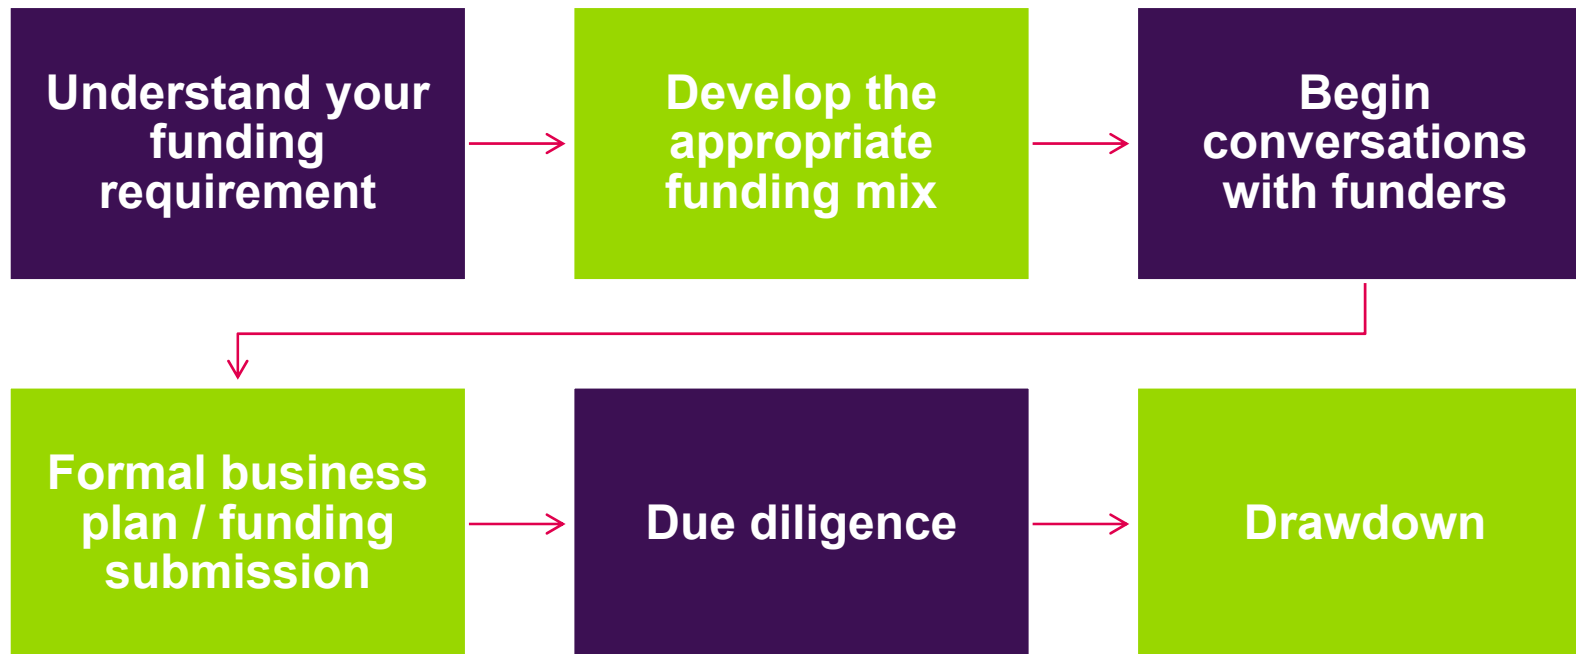 Understand your
funding
requirement
Develop the
appropriate
funding mix
Begin
conversations
with funders
Formal business
plan / funding
submission
Due diligence
Drawdown